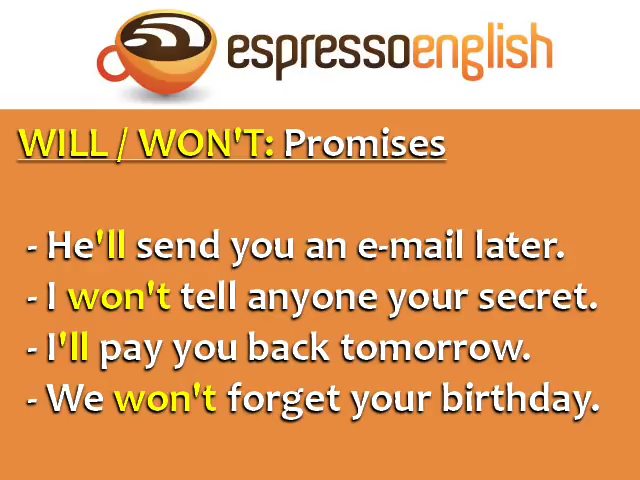 espressoenglish
WILL / WON'T: Promises
- He'll send you an e-mail later.
- I won't tell anyone your secret.
- I'll pay you back tomorrow.
- We won't forget your birthday.